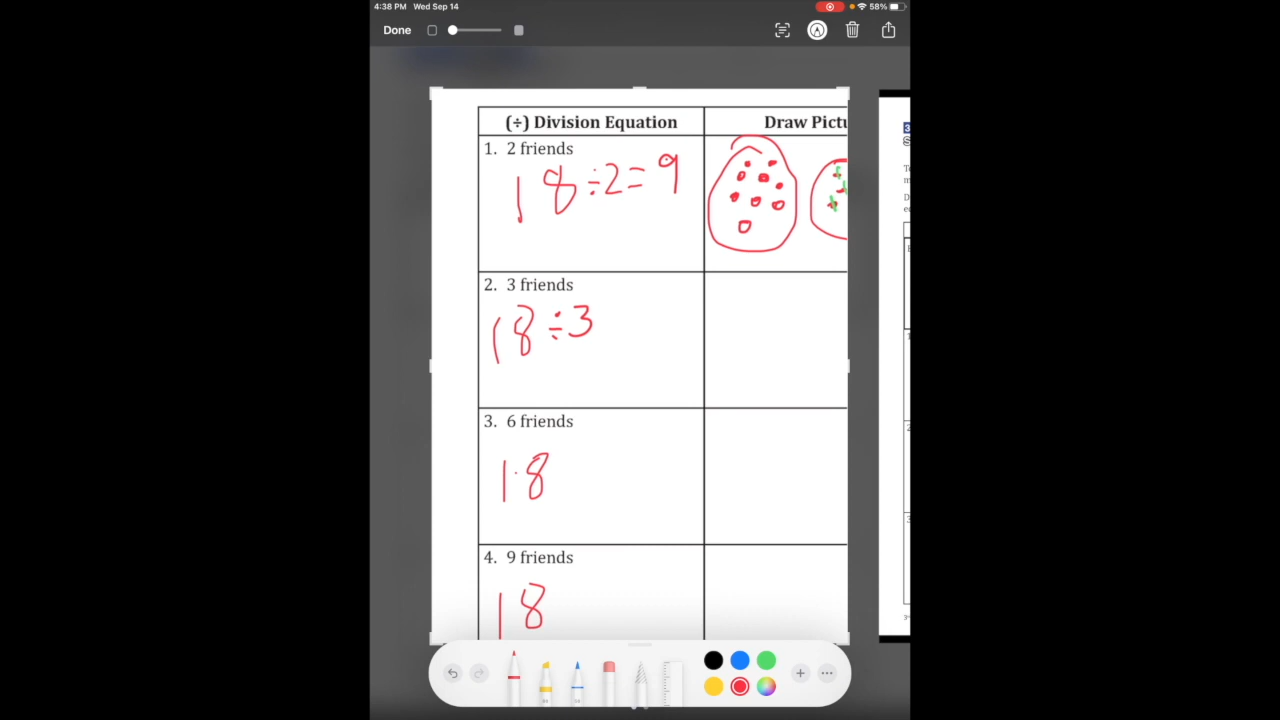 4:38 PM Wed Sep 14
58%
Done
(÷) Division Equation
Draw Pictu
1. 2 friends
18÷2=9
2. 3 friends
18÷3
3. 6 friends
18
4. 9 friends
18